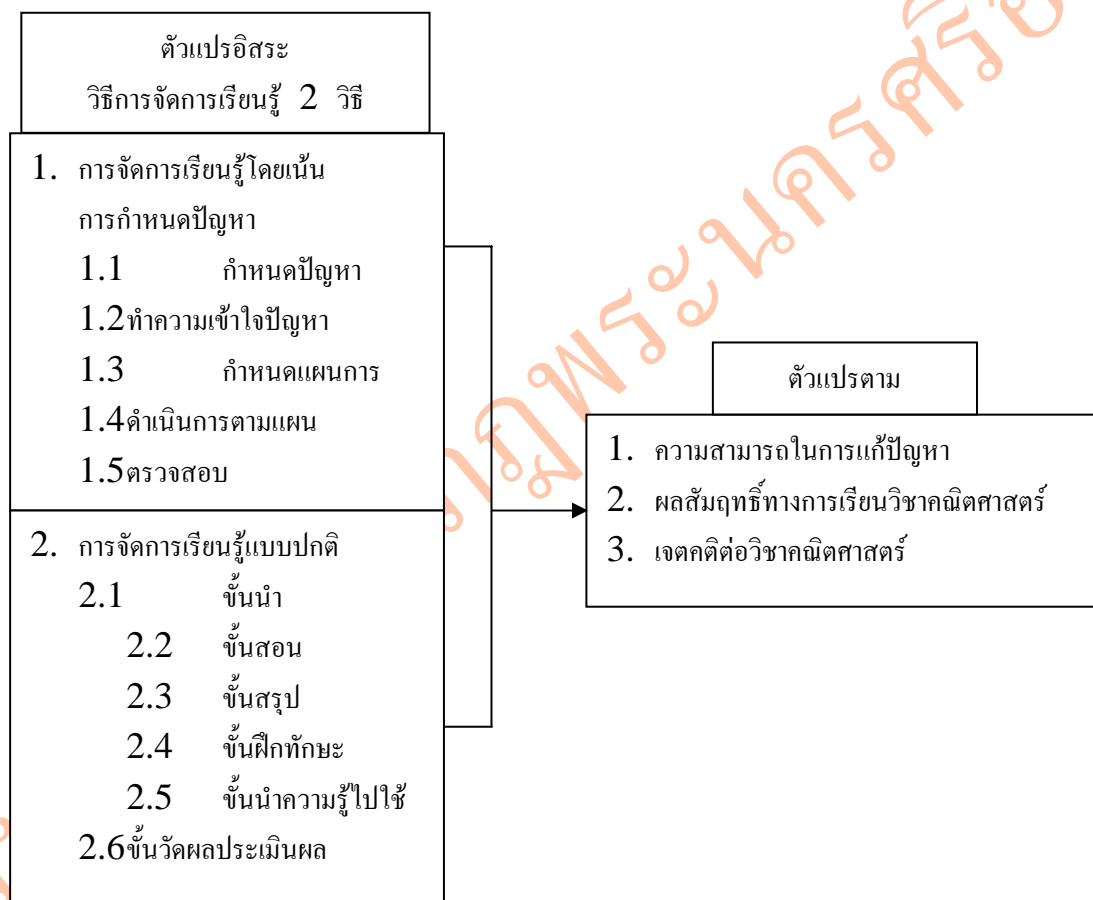 ตัวแปรอิสระ
วิธีการจัดการเรียนรู้ 2 วิธี
1. การจัดการเรียนรู้โดยเน้น
การกำหนดปัญหา
1.1 กำหนดปัญหา
1.2ทำความเข้าใจปัญหา
1.3 กำหนดแผนการ
1.4ดำเนินการตามแผน
1.5ตรวจสอบ
2. การจัดการเรียนรู้แบบปกติ
2.1 ขั้นนำ
2.2 ขั้นสอน
2.3 ขั้นสรุป
2.4 ขั้นฝึกทักษะ
2.5 ขั้นนำความรู้ไปใช้
2.6ขั้นวัดผลประเมินผล
ตัวแปรตาม
1. ความสามารถในการแก้ปัญหา
2. ผลสัมฤทธิ์ทางการเรียนวิชาคณิตศาสตร์
3. เจตคติต่อวิชาคณิตศาสตร์